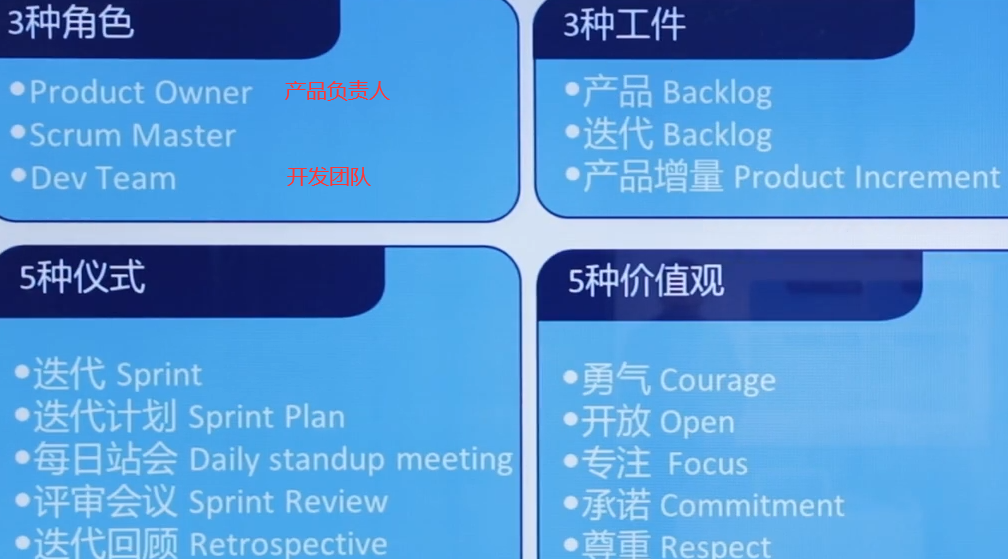 3种角色
●Product Owner 产品负责人
●Scrum Master
●Dev Team 开发团队
3种工件
●产品 Backlog
●迭代 Backlog
●产品增量 Product Increment
5种仪式
●迭代 Sprint
●迭代计划 Sprint Plan
●每日站会 Daily standup meeting
●评审会议 Sprint Review
●迭代回顾 Retrospective
5种价值观
●勇气 Courage
●开放 Open
●专注 Focus
●承诺 Commitment
●尊重 Respect